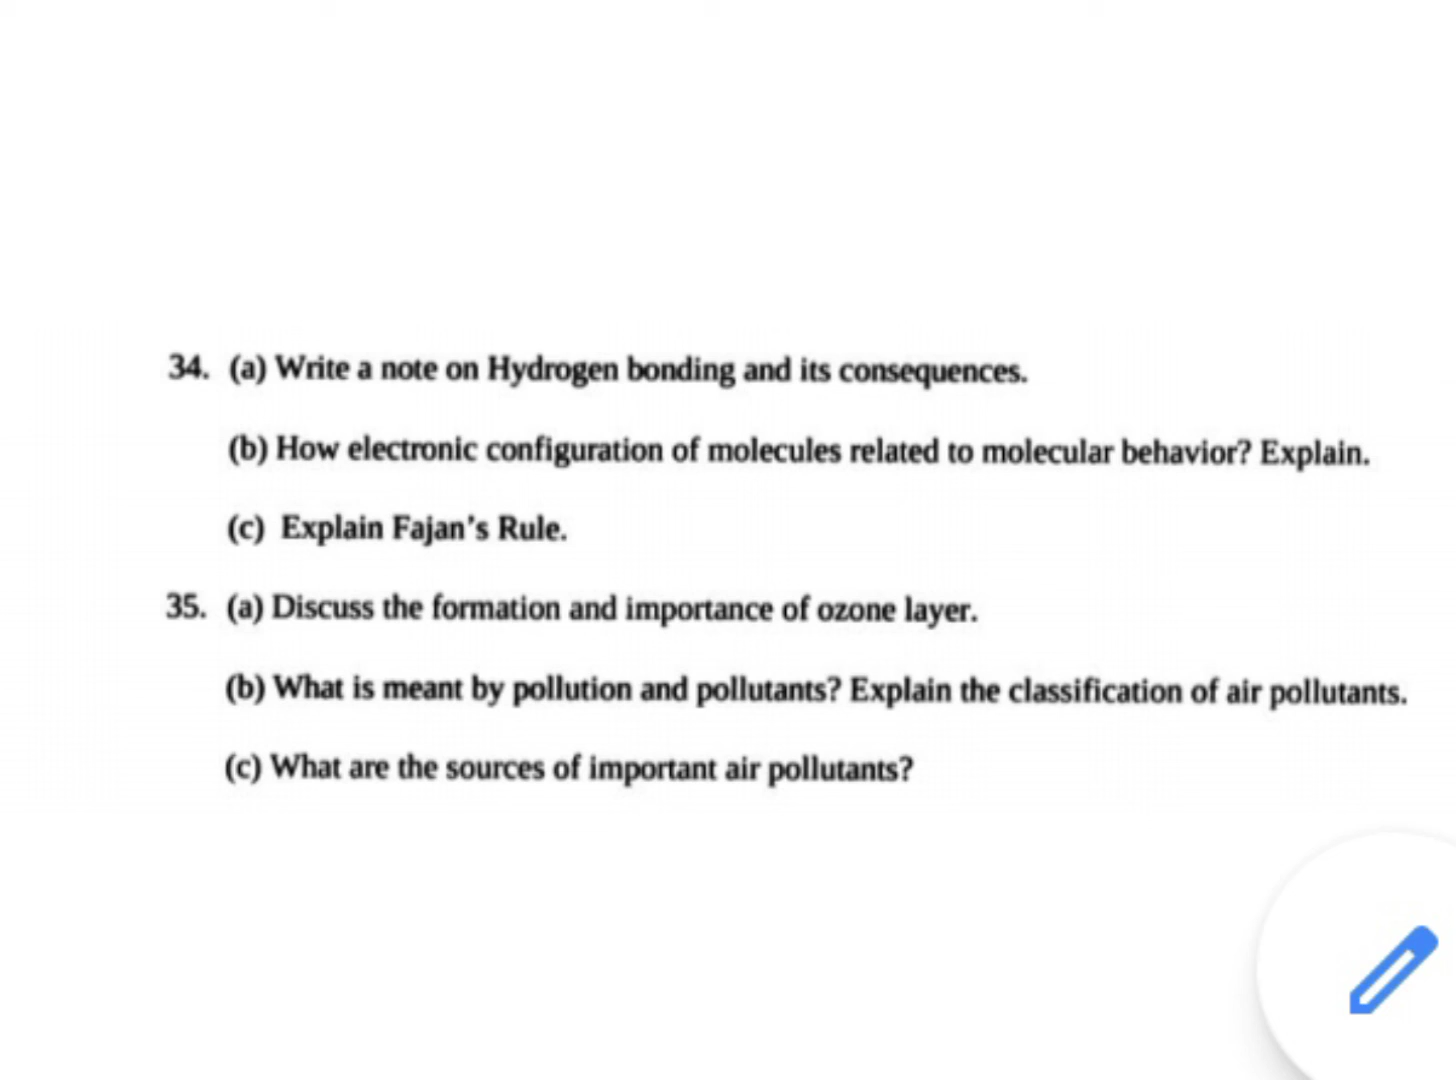 34. (a) Write a note on Hydrogen bonding and its consequences.
(b) How electronic configuration of molecules related to molecular behavior? Explain.
(c) Explain Fajan's Rule.
35. (a) Discuss the formation and importance of ozone layer.
(b) What is meant by pollution and pollutants? Explain the classification of air pollutants.
(c) What are the sources of important air pollutants?